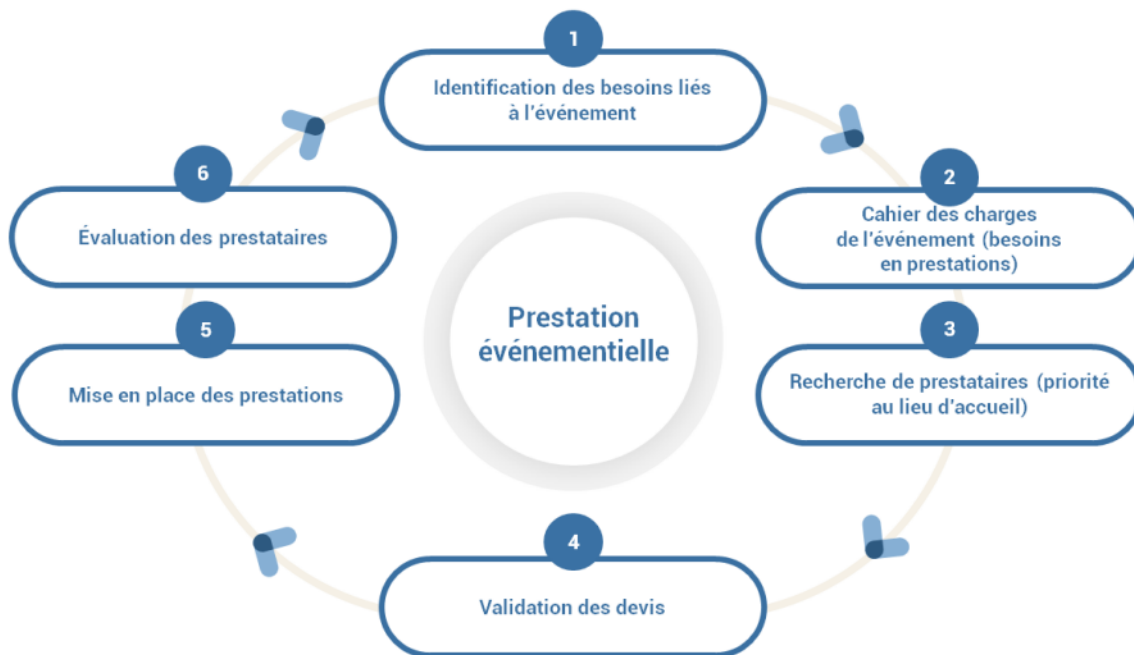 1
Identification des besoins liés
à l'événement
2
Cahier des charges
de l'événement (besoins
en prestations)
3
Recherche de prestataires (priorité
au lieu d'accueil)
4
Validation des devis
5
Mise en place des prestations
6
Évaluation des prestataires
Prestation
événementielle